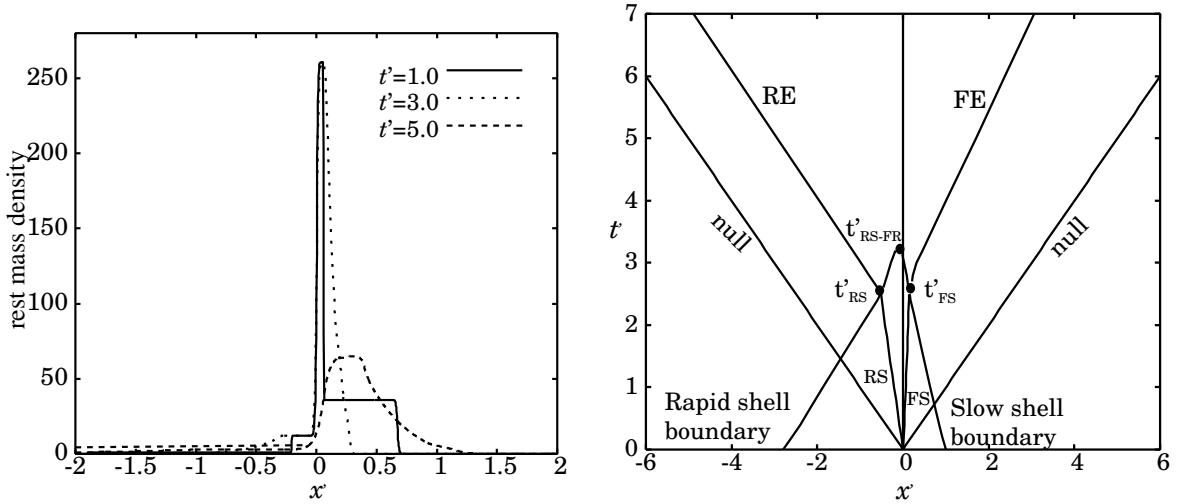 rest mass density
250
200
150
100
50
0
t'=1.0
t'=3.0
t'=5.0
-2 -1.5 -1 -0.5 0 0.5 1 1.5 2
x'
t'
7
6
5
4
3
2
1
0
RE
FE
null
null
t'RS-FR
t'RS
t'FS
RS
FS
Rapid shell
boundary
Slow shell
boundary
-6 -4 -2 0 2 4 6
x'